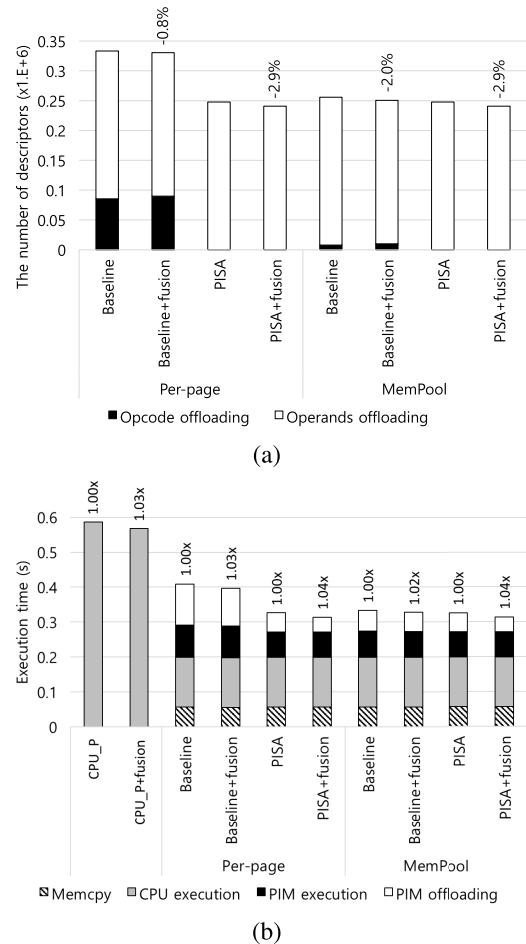 The number of descriptors (x1.E+6)
0.35
0.3
0.25
0.2
0.15
0.1
0.05
0
-0.8%
-2.9%
-2.0%
-2.9%
Baseline
Baseline+fusion
PISA
PISA+fusion
Baseline
Baseline+fusion
PISA
PISA+fusion
Per-page
MemPool
Opcode offloading
Operands offloading
(a)
Execution time (s)
0.6
0.5
0.4
0.3
0.2
0.1
0
1.00x
1.03x
1.00x
1.03x
1.00x
1.04x
1.00x
1.02x
1.00x
1.04x
CPU_P
CPU_P+fusion
Baseline
Baseline+fusion
PISA
PISA+fusion
Baseline
Baseline+fusion
PISA
PISA+fusion
Per-page
MemPool
Memcpy
CPU execution
PIM execution
PIM offloading
(b)